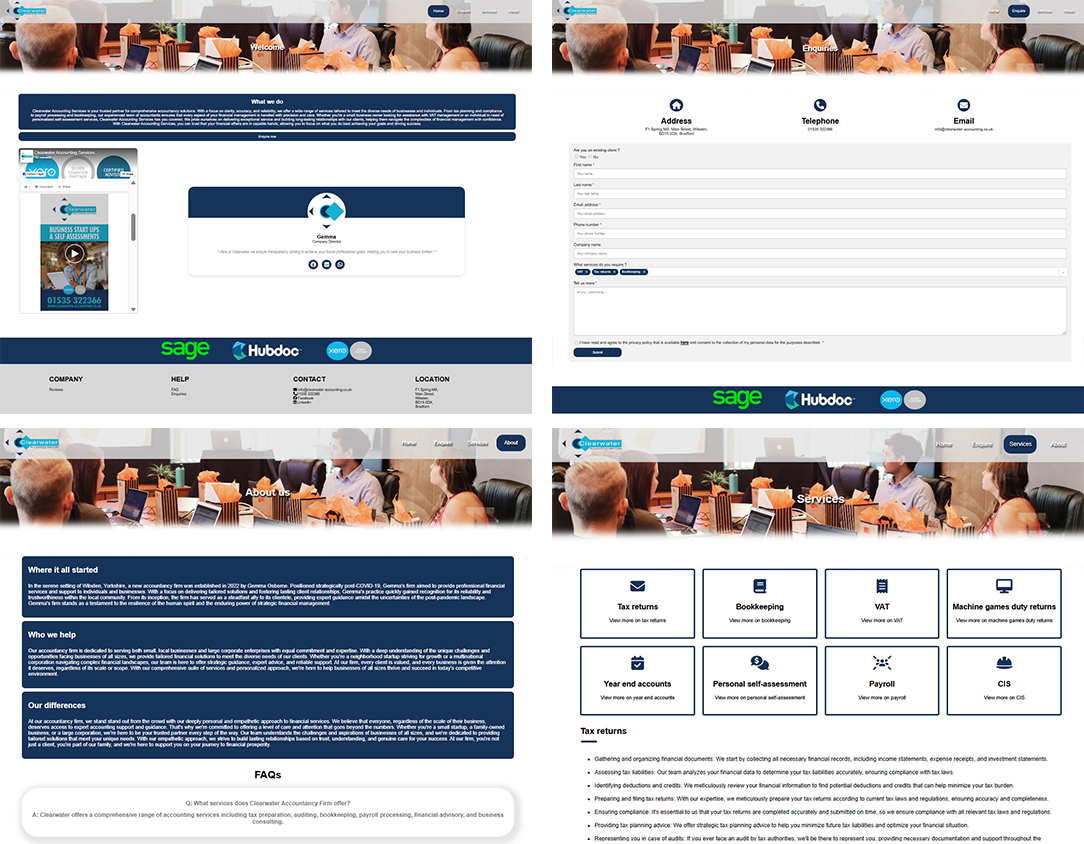 Clearwater
Home
Enquire
Services
About
Welcome
What we do
Clearwater Accounting Services is your trusted partner for comprehensive accountancy solutions. With a focus on clarity, accuracy, and reliability, we offer a wide range of services tailored to meet the diverse needs of businesses and individuals. From tax planning and compliance
to payroll processing and bookkeeping, our experienced team of accountants ensures that every aspect of your financial management is handled with precision and care. Whether you're a small business owner looking for assistance with VAT management or an individual in need of
personalised self-assessment services, Clearwater Accounting Services has you covered. We pride ourselves on delivering exceptional service and building long-lasting relationships with our clients, helping them navigate the complexities of financial management with confidence.
With Clearwater Accounting Services, you can trust that your financial affairs are in capable hands, allowing you to focus on what you do best achieving your goals and driving success.
Enquire now
Clearwater Accounting Services
xero
SILVER
CHAMPION
PARTNER
CERTIFIED
ADVISOR
Follow Page
Share
Comment
Share
Clearwater
BUSINESS START UPS
& SELF ASSESSMENTS
01535 322366
Gemma
Company Director
" Here at Clearwater we ensure transparency aiming to achieve your future professional goals. Helping you to take your business further ! "
sage
Hubdoc
xero
COMPANY
Reviews
HELP
FAQ
Enquiries
CONTACT
info@clearwater-accounting.co.uk
01535 322366
Facebook
LinkedIn
LOCATION
F1 Spring Mill,
Main Street,
Wilsden,
BD15 0DX,
Bradford
Clearwater
Home
Enquire
Services
About
Enquiries
Address
F1 Spring Mill, Main Street, Wilsden,
BD15 0DX, Bradford
Telephone
01535 322366
Email
info@clearwater-accounting.co.uk
Are you an existing client ?
Yes
No
First name *
Your name..
Last name *
Your last name..
Email address *
Your email address..
Phone number *
Your phone number..
Company name
Your company name..
What services do you require ?
VAT ×
Tax returns ×
Bookkeeping ×
Tell us more *
Write something..
I have read and agree to the privacy policy that is available here and consent to the collection of my personal data for the purposes described. *
Submit
sage
Hubdoc
xero
Clearwater
Home
Enquire
Services
About
About us
Where it all started
In the serene setting of Wilsden, Yorkshire, a new accountancy firm was established in 2022 by Gemma Osborne. Positioned strategically post-COVID-19, Gemma's firm aimed to provide professional financial
services and support to individuals and businesses. With a focus on delivering tailored solutions and fostering lasting client relationships, Gemma's practice quickly gained recognition for its reliability and
trustworthiness within the local community. From its inception, the firm has served as a steadfast ally to its clientele, providing expert guidance amidst the uncertainties of the post-pandemic landscape.
Gemma's firm stands as a testament to the resilience of the human spirit and the enduring power of strategic financial management.
Who we help
Our accountancy firm is dedicated to serving both small, local businesses and large corporate enterprises with equal commitment and expertise. With a deep understanding of the unique challenges and
opportunities facing businesses of all sizes, we provide tailored financial solutions to meet the diverse needs of our clients. Whether you're a neighborhood startup striving for growth or a multinational
corporation navigating complex financial landscapes, our team is here to offer strategic guidance, expert advice, and reliable support. At our firm, every client is valued, and every business is given the attention
it deserves, regardless of its scale or scope. With our comprehensive suite of services and personalized approach, we're here to help businesses of all sizes thrive and succeed in today's competitive
environment.
Our differences
At our accountancy firm, we stand stand out from the crowd with our deeply personal and empathetic approach to financial services. We believe that everyone, regardless of the scale of their business,
deserves access to expert accounting support and guidance. That's why we're committed to offering a level of care and attention that goes beyond the numbers. Whether you're a small startup, a family-owned
business, or a large corporation, we're here to be your trusted partner every step of the way. Our team understands the challenges and aspirations of businesses of all sizes, and we're dedicated to providing
tailored solutions that meet your unique needs. With our empathetic approach, we strive to build lasting relationships based on trust, understanding, and genuine care for your success. At our firm, you're not
just a client, you're part of our family, and we're here to support you on your journey to financial prosperity.
FAQs
Q: What services does Clearwater Accountancy Firm offer?
A: Clearwater offers a comprehensive range of accounting services including tax preparation, auditing, bookkeeping, payroll processing, financial advisory, and business
consulting.
Clearwater
Home
Enquire
Services
About
Services
Tax returns
View more on tax returns
Bookkeeping
View more on bookkeeping
VAT
View more on VAT
Machine games duty returns
View more on machine games duty returns
Year end accounts
View more on year end accounts
Personal self-assessment
View more on personal self-assessment
Payroll
View more on payroll
CIS
View more on CIS
Tax returns
Gathering and organizing financial documents: We start by collecting all necessary financial records, including income statements, expense receipts, and investment statements.
Assessing tax liabilities: Our team analyzes your financial data to determine your tax liabilities accurately, ensuring compliance with tax laws.
Identifying deductions and credits: We meticulously review your financial information to find potential deductions and credits that can help minimize your tax burden.
Preparing and filing tax returns: With our expertise, we meticulously prepare your tax returns according to current tax laws and regulations, ensuring accuracy and completeness.
Ensuring compliance: It's essential to us that your tax returns are completed accurately and submitted on time, so we ensure compliance with all relevant tax laws and regulations.
Providing tax planning advice: We offer strategic tax planning advice to help you minimize future tax liabilities and optimize your financial situation.
Representing you in case of audits: If you ever face an audit by tax authorities, we'll be there to represent you, providing necessary documentation and support throughout the